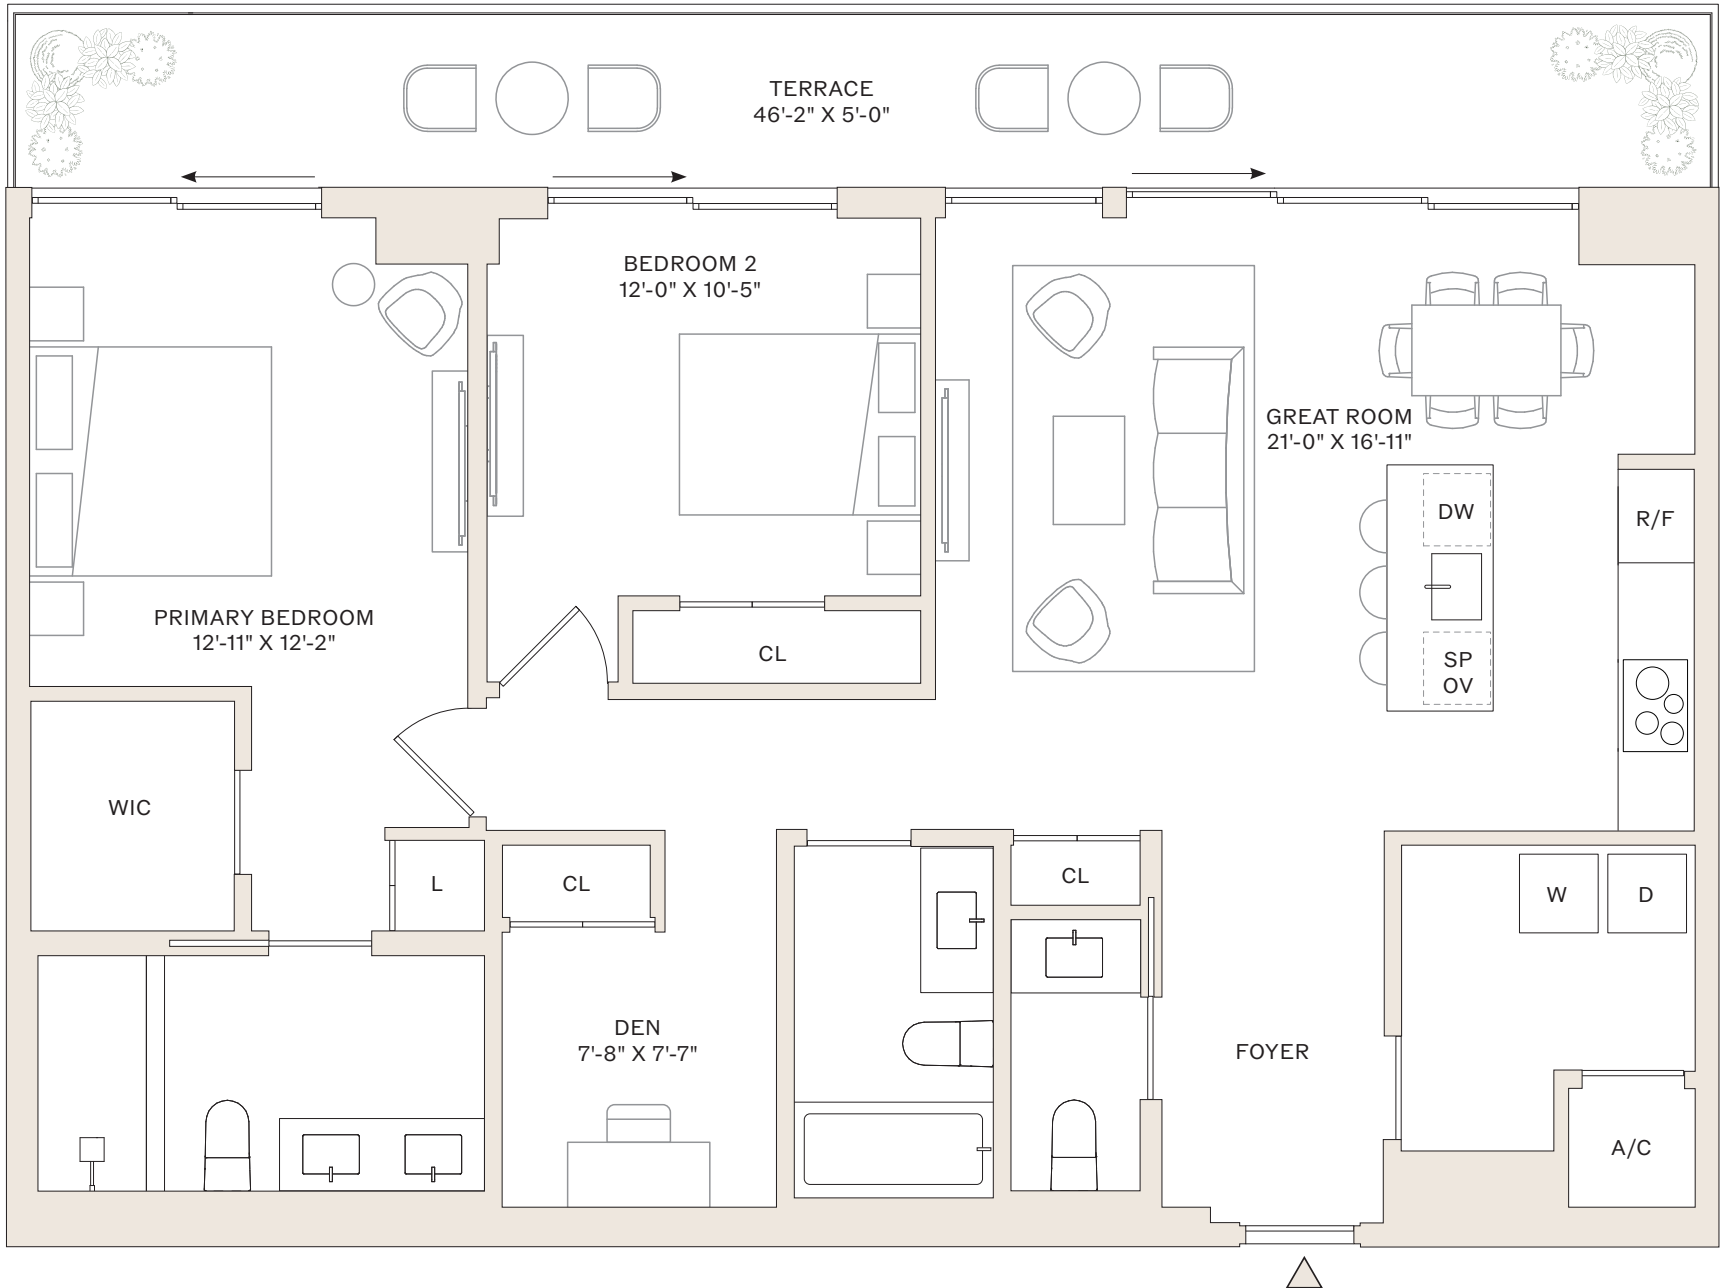 TERRACE
46'-2" X 5'-0"
BEDROOM 2
12'-0" X 10'-5"
GREAT ROOM
21'-0" X 16'-11"
DW
R/F
PRIMARY BEDROOM
12'-11" X 12'-2"
CL
SP
OV
WIC
L
CL
CL
W
D
DEN
7'-8" X 7'-7"
FOYER
A/C